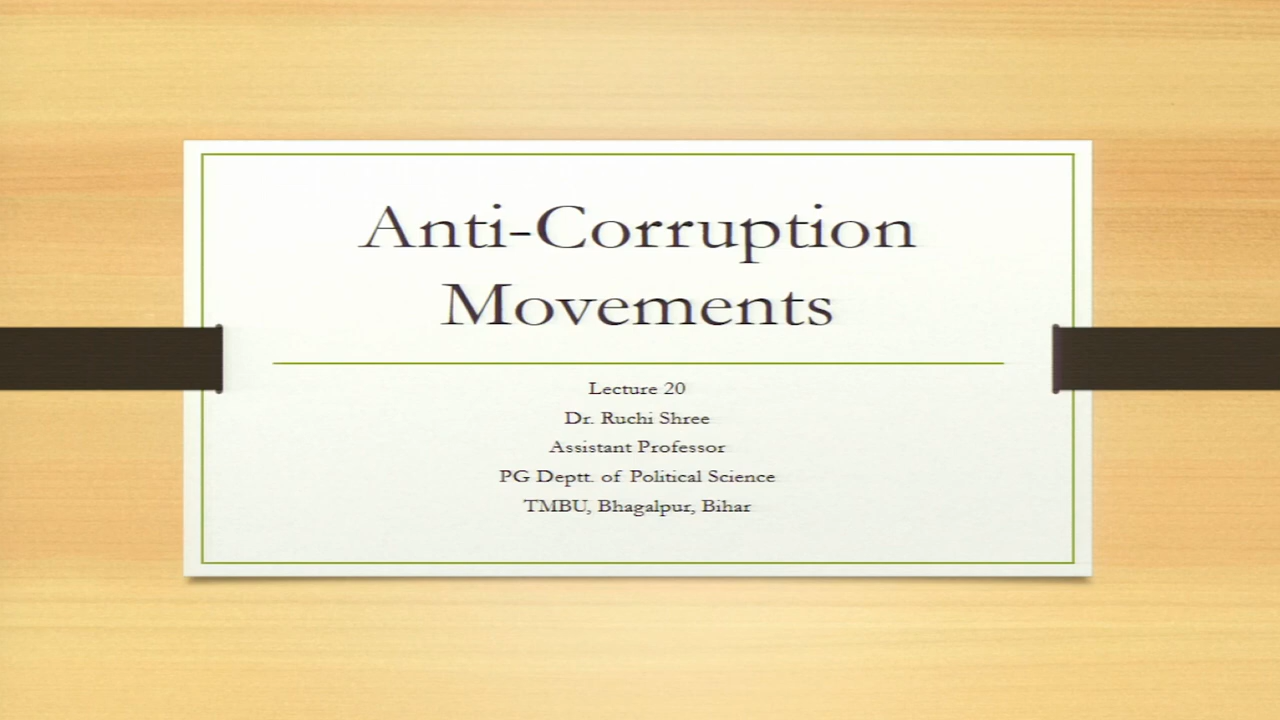 Anti-Corruption
Movements
Lecture 20
Dr. Ruchi Shree
Assistant Professor
PG Deptt. of Political Science
TMBU, Bhagalpur, Bihar